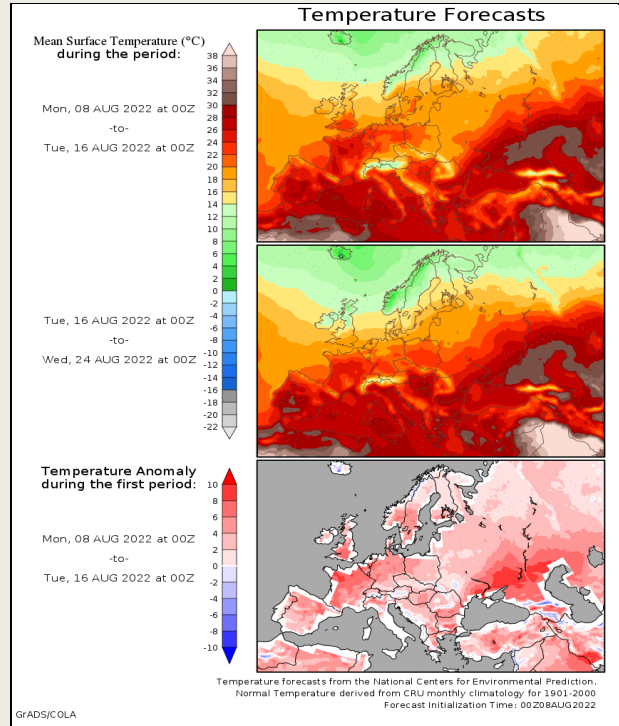 Temperature Forecasts
Mean Surface Temperature (°C)
during the period:
38
36
34
32
30
28
26
24
22
20
18
16
14
12
10
8
6
4
2
0
-2
-4
-6
-8
-10
-12
-14
-16
-18
-20
-22
Mon, 08 AUG 2022 at 00Z
-to-
Tue, 16 AUG 2022 at 00Z
Tue, 16 AUG 2022 at 00Z
-to-
Wed, 24 AUG 2022 at 00Z
Temperature Anomaly
during the first period:
10
8
6
4
2
0
-2
-4
-6
-8
-10
Mon, 08 AUG 2022 at 00Z
-to-
Tue, 16 AUG 2022 at 00Z
Temperature forecasts from the National Centers for Environmental Prediction.
Normal Temperature derived from CRU monthly climatology for 1901-2000
Forecast Initialization Time: 00Z08AUG2022
GrADS/COLA